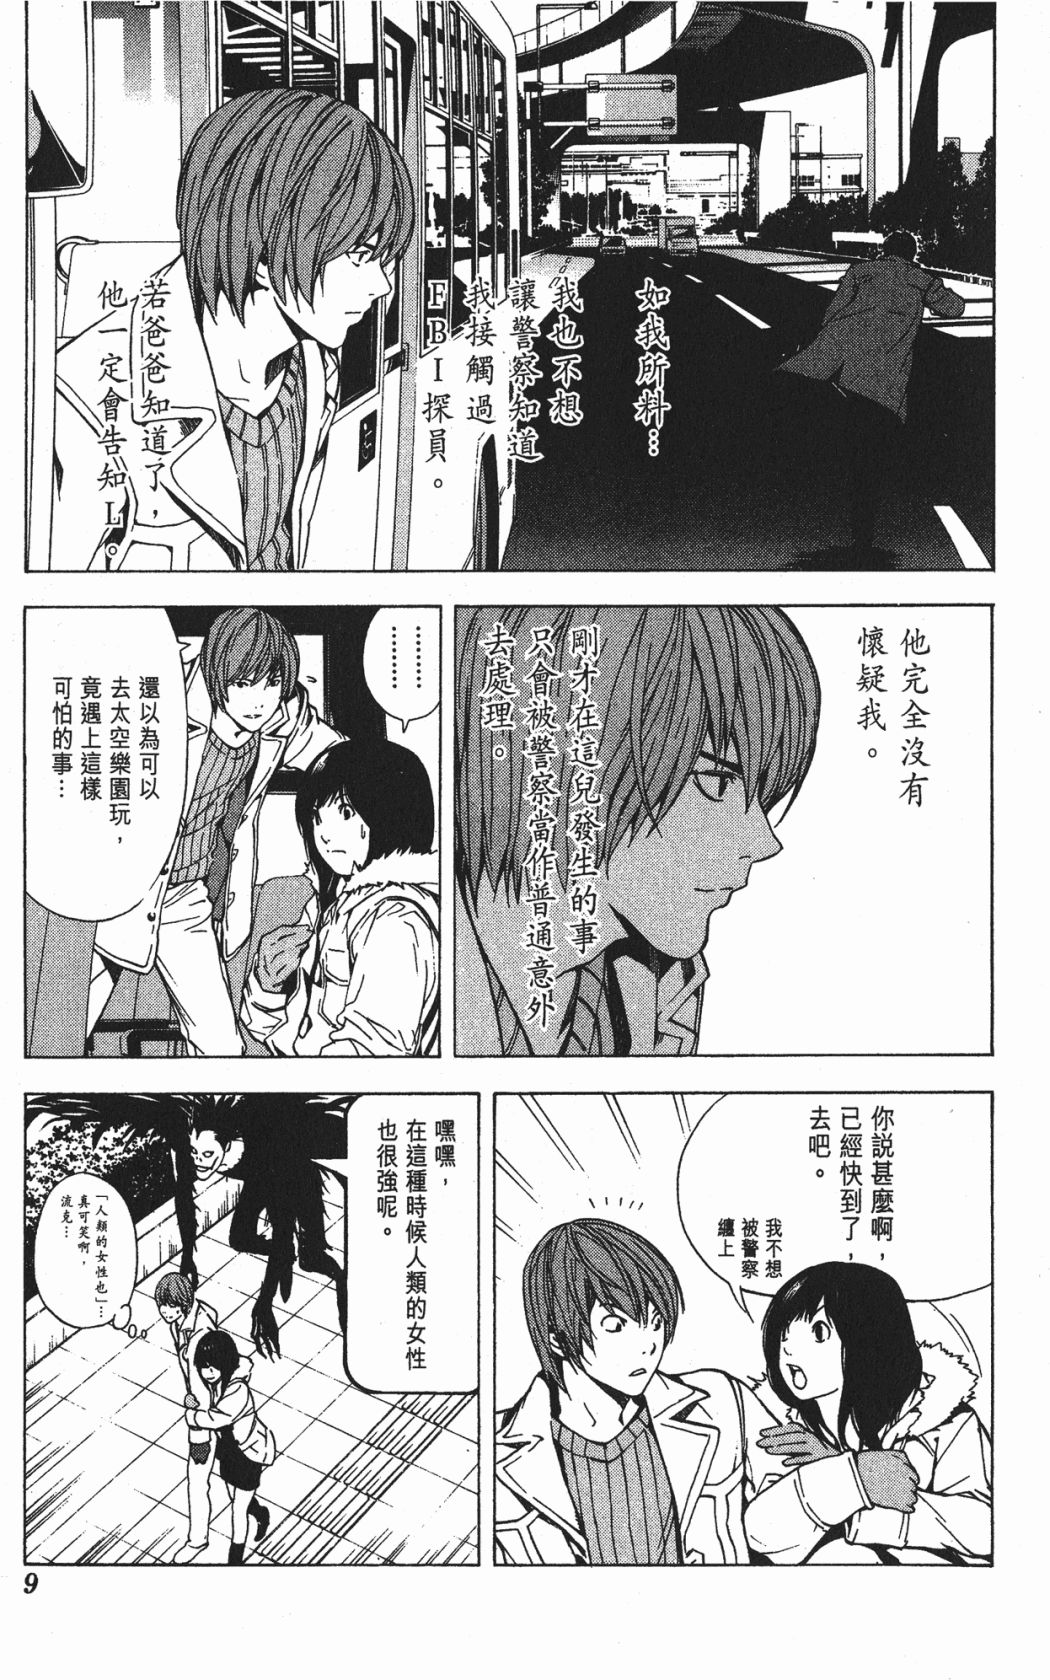 如我所料…
我也不想
讓警察知道
我接觸過
FBI探員。
若爸爸知道了，
他一定會告知L。
他完全沒有
懷疑我。
剛才在這兒發生的事
只會被警察當作普通意外
去處理。
…………
還以為可以
去太空樂園玩，
竟遇上這樣
可怕的事…
你説甚麼啊，
已經快到了，
去吧。
我不想
被警察
纏上
嘿嘿，
在這種時候人類的女性
也很強呢。
「人類的女性也」…
真可笑啊，
流克…
9